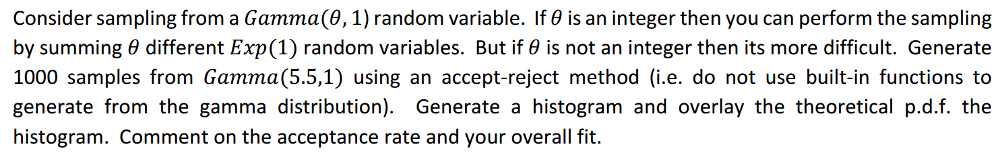 Consider sampling from a Gamma(θ, 1) random variable. If θ is an integer then you can perform the sampling
by summing θ different Exp(1) random variables. But if θ is not an integer then its more difficult. Generate
1000 samples from Gamma(5.5,1) using an accept-reject method (i.e. do not use built-in functions to
generate from the gamma distribution). Generate a histogram and overlay the theoretical p.d.f. the
histogram. Comment on the acceptance rate and your overall fit.